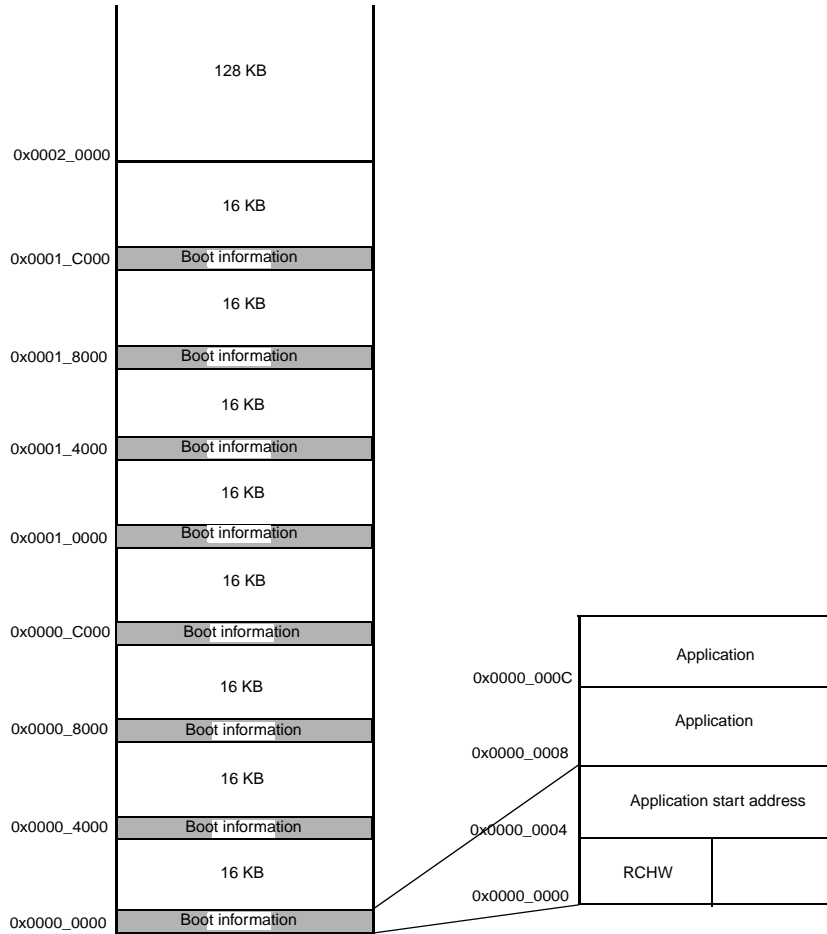 128 KB
0x0002_0000
16 KB
0x0001_C000
Boot information
16 KB
0x0001_8000
Boot information
16 KB
0x0001_4000
Boot information
16 KB
0x0001_0000
Boot information
16 KB
0x0000_C000
Boot information
16 KB
0x0000_8000
Boot information
16 KB
0x0000_4000
Boot information
16 KB
0x0000_0000
Boot information
Application
0x0000_000C
Application
0x0000_0008
Application start address
0x0000_0004
RCHW
0x0000_0000